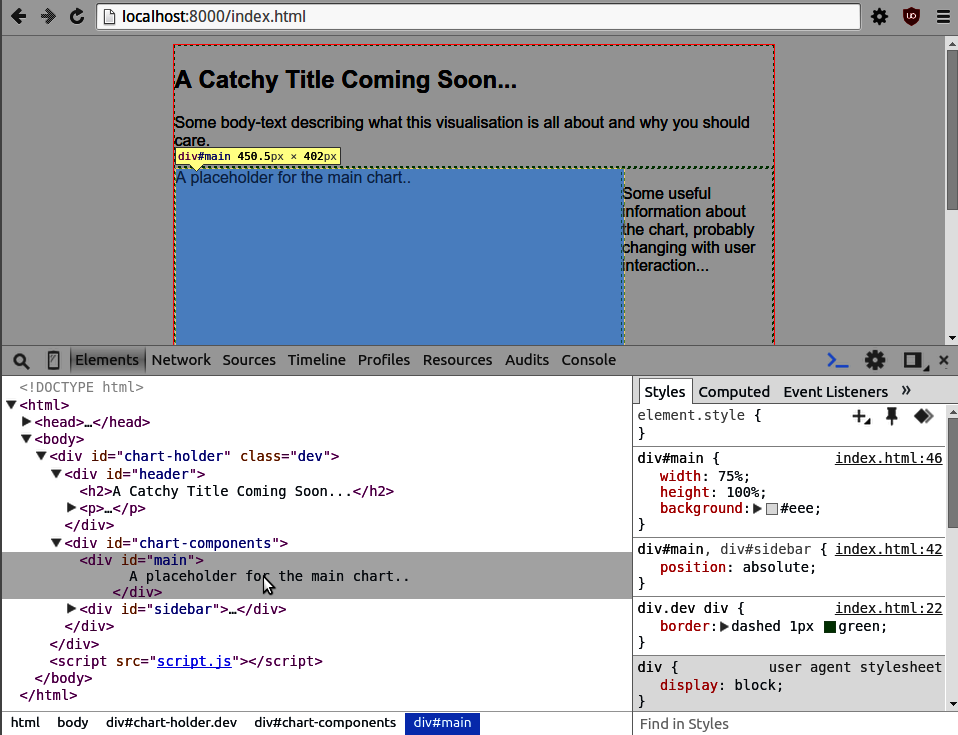 localhost:8000/index.html
A Catchy Title Coming Soon...
Some body-text describing what this visualisation is all about and why you should
care.
div#main 450.5px × 402px
A placeholder for the main chart..
Some useful
information about
the chart, probably
changing with user
interaction...
Elements Network Sources Timeline Profiles Resources Audits Console
<!DOCTYPE html>
▼<html>
▶<head>…</head>
▼<body>
▼<div id="chart-holder" class="dev">
▼<div id="header">
<h2>A Catchy Title Coming Soon...</h2>
▶<p>…</p>
</div>
▼<div id="chart-components">
<div id="main">
A placeholder for the main chart..
</div>
▶<div id="sidebar">…</div>
</div>
</div>
<script src="script.js"></script>
</body>
</html>
html body div#chart-holder.dev div#chart-components div#main
Styles Computed Event Listeners »
element.style {
}
div#main { index.html:46
width: 75%;
height: 100%;
background:▶#eee;
}
div#main, div#sidebar { index.html:42
position: absolute;
}
div.dev div { index.html:22
border:▶dashed 1px green;
}
div { user agent stylesheet
display: block;
}
Find in Styles